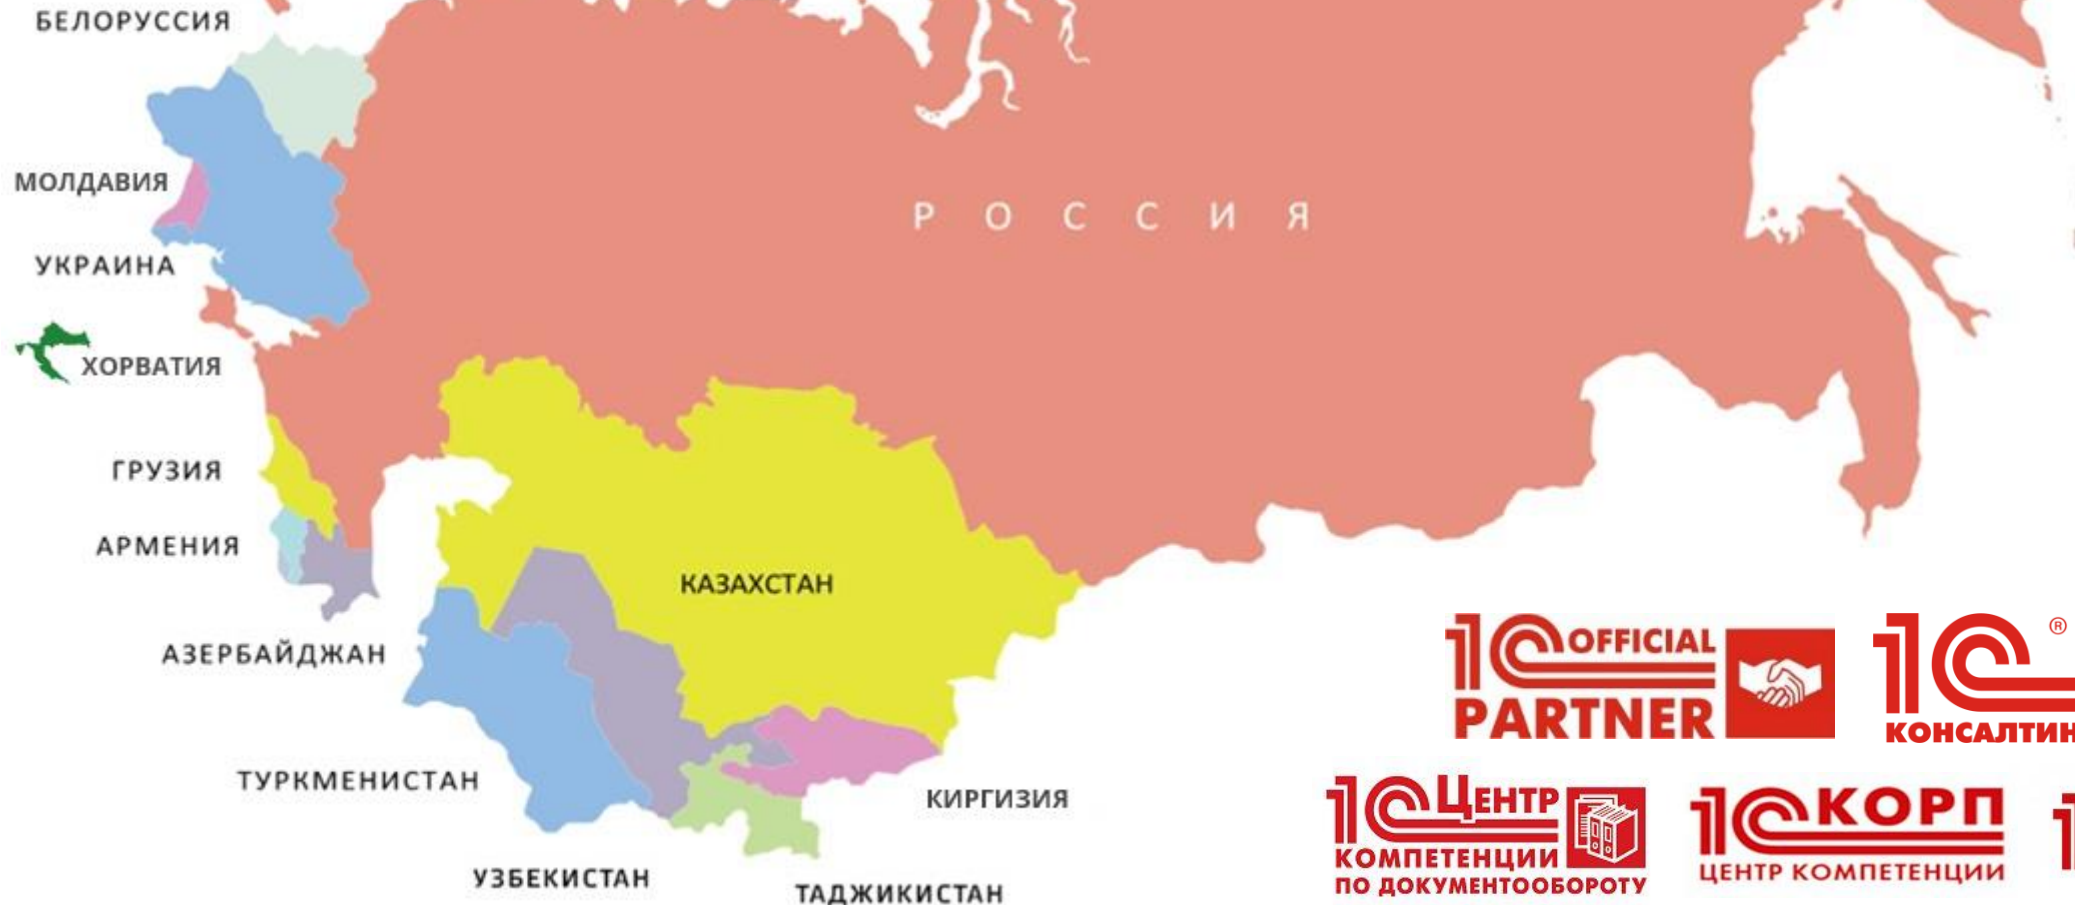 БЕЛОРУССИЯ
МОЛДАВИЯ
Р О С С И Я
УКРАИНА
ХОРВАТИЯ
ГРУЗИЯ
АРМЕНИЯ
КАЗАХСТАН
АЗЕРБАЙДЖАН
ТУРКМЕНИСТАН
КИРГИЗИЯ
УЗБЕКИСТАН
ТАДЖИКИСТАН
1С OFFICIAL
PARTNER
1С ®
КОНСАЛТИН
1С ЦЕНТР
КОМПЕТЕНЦИИ
ПО ДОКУМЕНТООБОРОТУ
1С КОРП
ЦЕНТР КОМПЕТЕНЦИИ